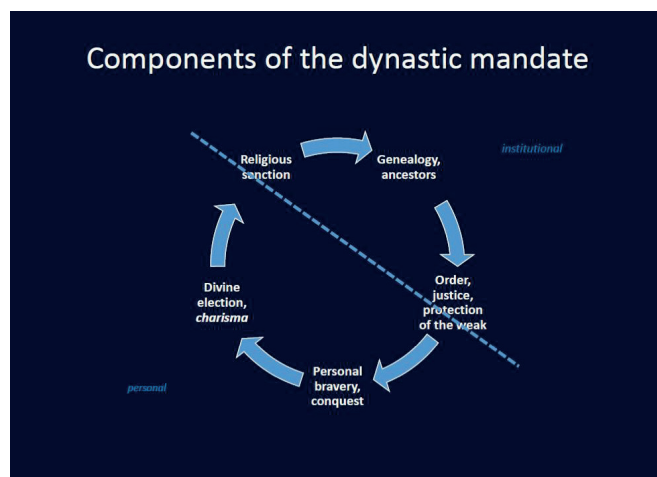 Components of the dynastic mandate
Religious
sanction
Genealogy,
ancestors
institutional
Order,
justice,
protection
of the weak
Divine
election,
charisma
Personal
bravery,
conquest
personal